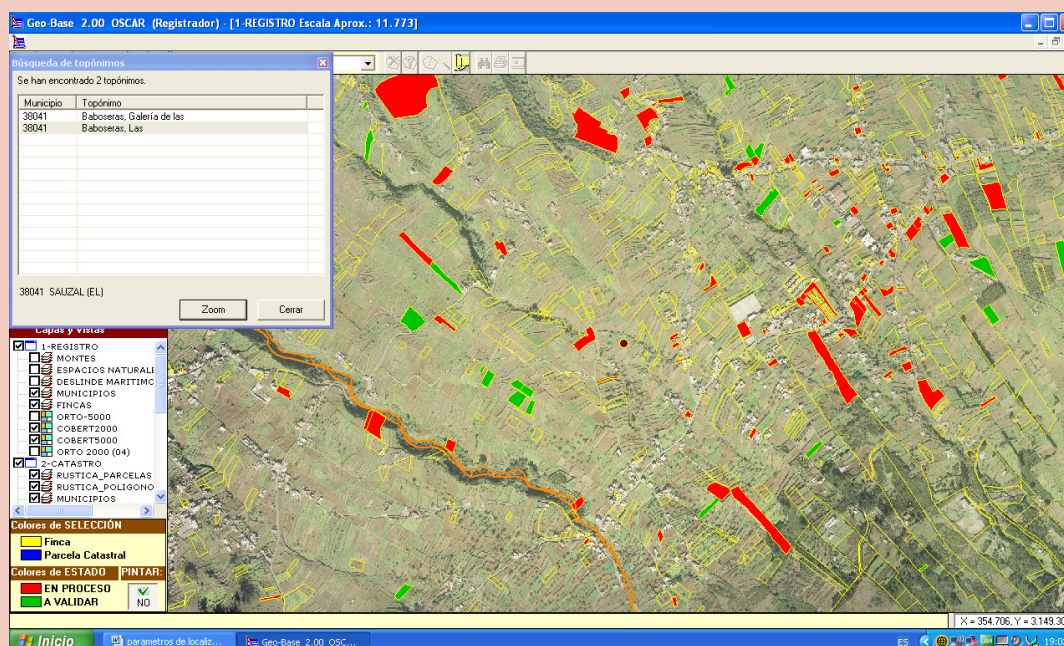 Geo-Base 2.00 OSCAR (Registrador) - [1-REGISTRO Escala Aprox.: 11.773]
Búsqueda de topónimos
Se han encontrado 2 topónimos.
Municipio Topónimo
38041 Baboseras, Galería de las
38041 Baboseras, Las
38041 SAUZAL (EL)
Zoom Cerrar
Capas y Vistas
1-REGISTRO
MONTES
ESPACIOS NATURALE
DESLINDE MARITIMO
MUNICIPIOS
FINCAS
ORTO-5000
COBERT2000
COBERT5000
ORTO 2000 (04)
2-CATASTRO
RUSTICA_PARCELAS
RUSTICA_POLIGONO
MUNICIPIOS
Colores de SELECCIÓN
Finca
Parcela Catastral
Colores de ESTADO PINTAR:
EN PROCESO
A VALIDAR
NO
X = 354.706, Y = 3.149.30
Inicio parametros de localiz... Geo-Base 2.00 OSC... ES 19:0